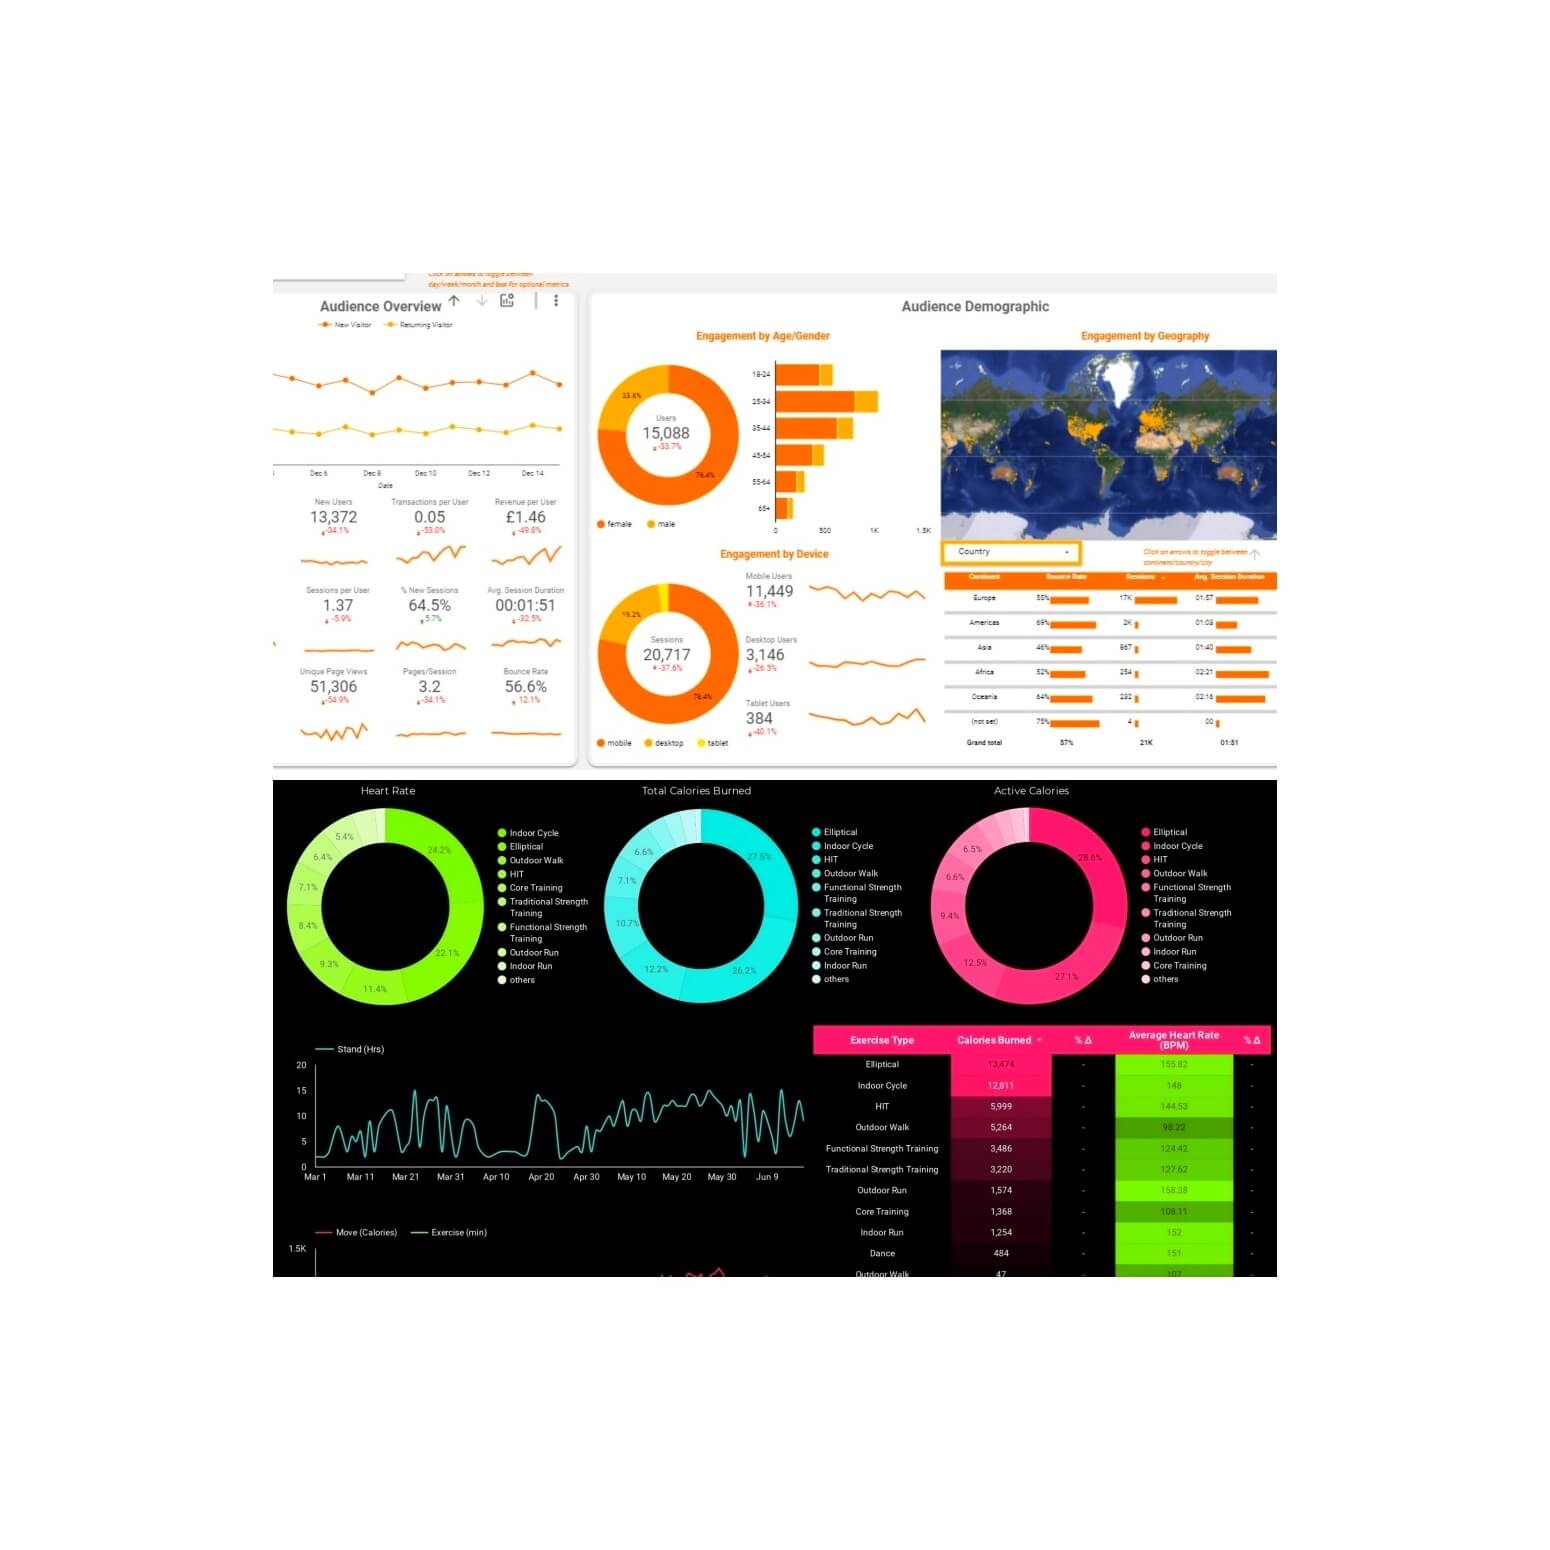 Click on arrows to toggle between
day/week/month and bee for optional metrics
Audience Overview
New Visitor
Returning Visitor
Dec 6
Dec 8
Dec 10
Dec 12
Dec 14
Date
New Users
Transactions per User
Revenue per User
13,372
0.05
£1.46
-34.1%
-53.0%
-49.8%
Sessions per User
% New Sessions
Avg. Session Duration
1.37
64.5%
00:01:51
-5.9%
5.7%
-32.5%
Unique Page Views
Pages/Session
Bounce Rate
51,306
3.2
56.6%
-54.9%
-34.1%
12.1%
Audience Demographic
Engagement by Age/Gender
23.6%
Users
15,088
-33.7%
76.4%
female
male
18-24
25-34
35-44
45-54
55-64
65+
0
500
1K
1.5K
Engagement by Device
19.2%
Sessions
20,717
-37.6%
78.4%
mobile
desktop
tablet
Mobile Users
11,449
-36.1%
Desktop Users
3,146
-26.5%
Tablet Users
384
-40.1%
Engagement by Geography
Country
Click on arrows to toggle between
continent/country/city
Continent Bounce Rate Sessions Avg. Session Duration
Europe 55% 17K 01:57
Americas 69% 2K 01:03
Asia 46% 867 01:40
Africa 52% 254 02:21
Oceania 64% 232 02:16
(not set) 75% 4 00
Grand total 57% 21K 01:51
Heart Rate
24.2%
22.1%
11.4%
9.3%
8.4%
7.1%
6.4%
5.4%
Indoor Cycle
Elliptical
Outdoor Walk
HIT
Core Training
Traditional Strength
Training
Functional Strength
Training
Outdoor Run
Indoor Run
others
Total Calories Burned
27.5%
26.2%
12.2%
10.7%
7.1%
6.6%
Elliptical
Indoor Cycle
HIT
Outdoor Walk
Functional Strength
Training
Traditional Strength
Training
Outdoor Run
Core Training
Indoor Run
others
Active Calories
28.6%
27.1%
12.5%
9.4%
6.6%
6.5%
Elliptical
Indoor Cycle
HIT
Outdoor Walk
Functional Strength
Training
Traditional Strength
Training
Outdoor Run
Indoor Run
Core Training
others
Stand (Hrs)
20
15
10
5
0
Mar 1
Mar 11
Mar 21
Mar 31
Apr 10
Apr 20
Apr 30
May 10
May 20
May 30
Jun 9
Move (Calories)
Exercise (min)
1.5K
Exercise Type Calories Burned % Δ Average Heart Rate (BPM) % Δ
Elliptical 13,474 - 155.82 -
Indoor Cycle 12,811 - 148 -
HIT 5,999 - 144.53 -
Outdoor Walk 5,264 - 98.22 -
Functional Strength Training 3,486 - 124.42 -
Traditional Strength Training 3,220 - 127.62 -
Outdoor Run 1,574 - 158.38 -
Core Training 1,368 - 108.11 -
Indoor Run 1,254 - 152 -
Dance 484 - 151 -
Outdoor Walk 47 - 107 -